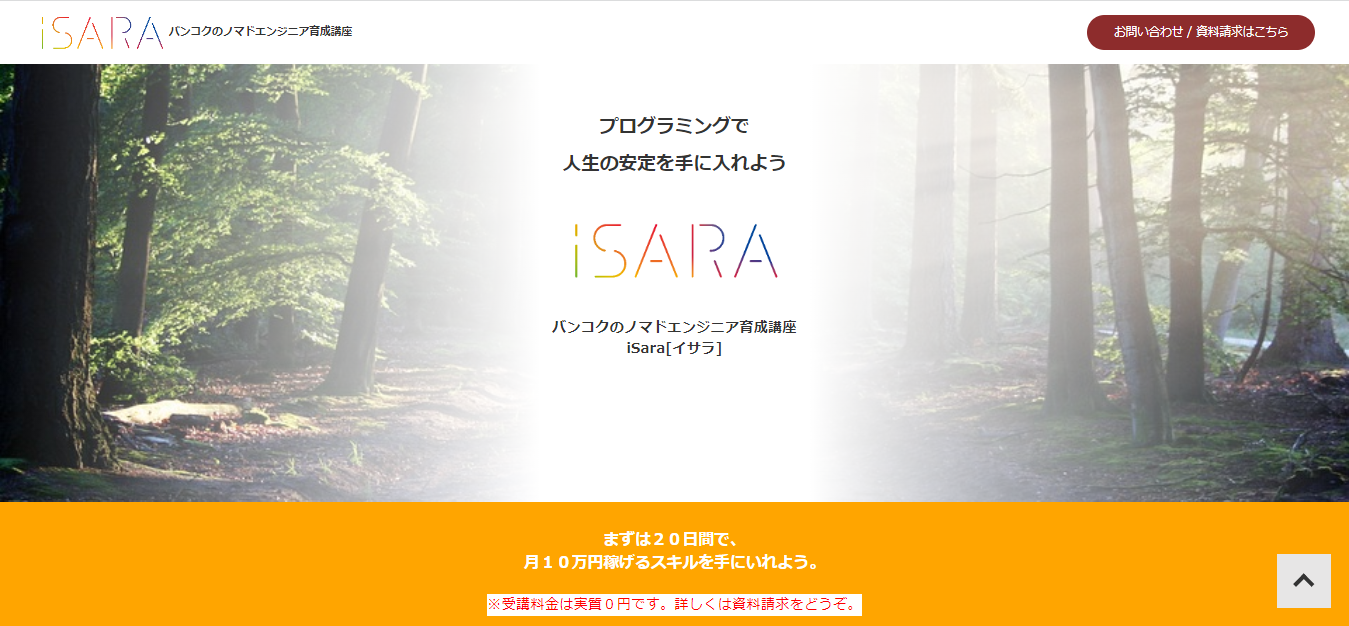 iSARA バンコクのノマドエンジニア育成講座
お問い合わせ / 資料請求はこちら
プログラミングで
人生の安定を手に入れよう
iSARA
バンコクのノマドエンジニア育成講座
iSara[イサラ]
まずは２０日間で、
月１０万円稼げるスキルを手にいれよう。
※受講料金は実質０円です。詳しくは資料請求をどうぞ。